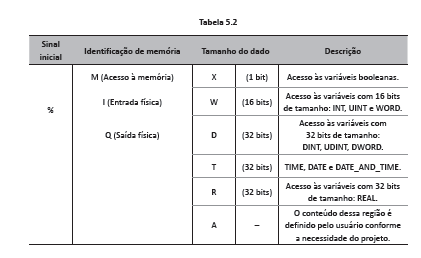 Tabela 5.2
Sinal inicial Identificação de memória Tamanho do dado Descrição
% M (Acesso à memória) X (1 bit) Acesso às variáveis booleanas.
I (Entrada física) W (16 bits) Acesso às variáveis com 16 bits
de tamanho: INT, UINT e WORD.
Q (Saída física) D (32 bits) Acesso às variáveis com
32 bits de tamanho:
DINT, UDINT, DWORD.
T (32 bits) TIME, DATE e DATE_AND_TIME.
R (32 bits) Acesso às variáveis com 32 bits
de tamanho: REAL.
A – O conteúdo dessa região é
definido pelo usuário conforme
a necessidade do projeto.